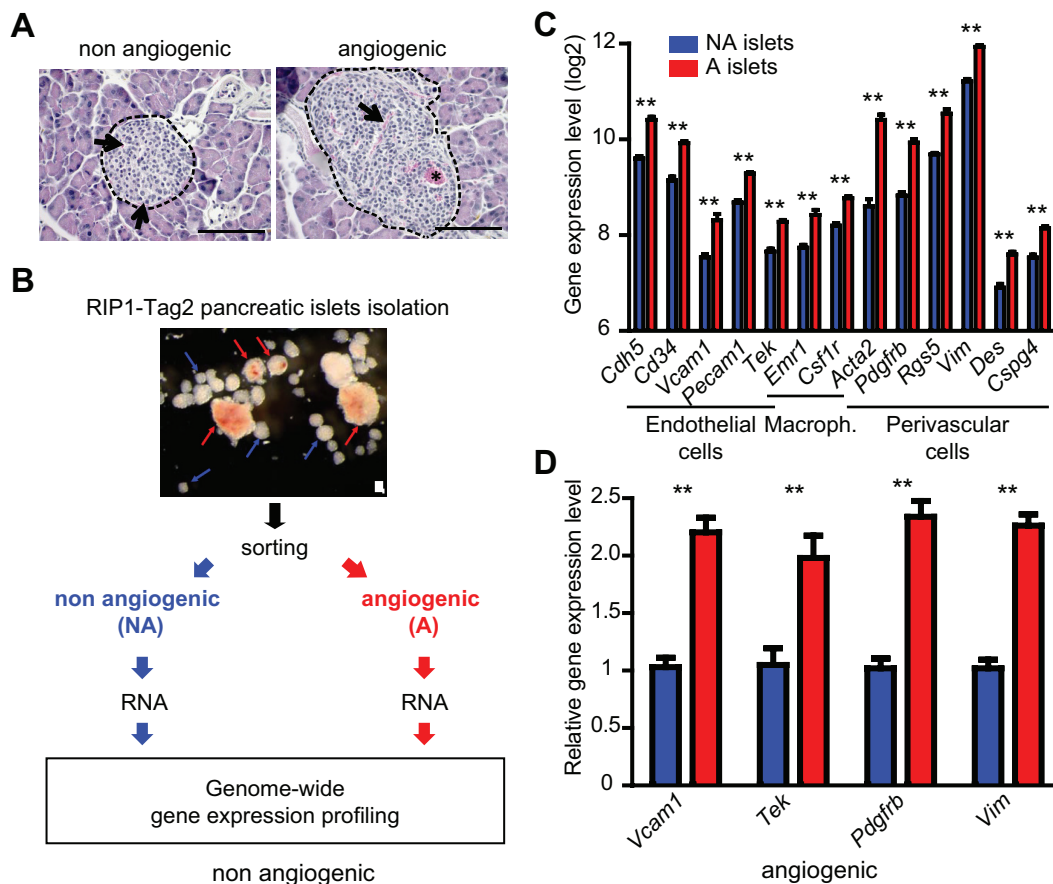 A
non angiogenic
angiogenic
*
B
RIP1-Tag2 pancreatic islets isolation
sorting
non angiogenic
(NA)
angiogenic
(A)
RNA
RNA
Genome-wide
gene expression profiling
non angiogenic
C
NA islets
A islets
Gene expression level (log2)
12
10
8
6
** ** ** ** ** ** ** ** ** ** ** ** **
Cdh5
Cd34
Vcam1
Pecam1
Tek
Emr1
Csf1r
Acta2
Pdgfrb
Rgs5
Vim
Des
Cspg4
Endothelial
cells
Macroph.
Perivascular
cells
D
Relative gene expression level
2.5
2.0
1.5
1
0.5
0
** ** ** **
Vcam1
Tek
Pdgfrb
Vim
angiogenic